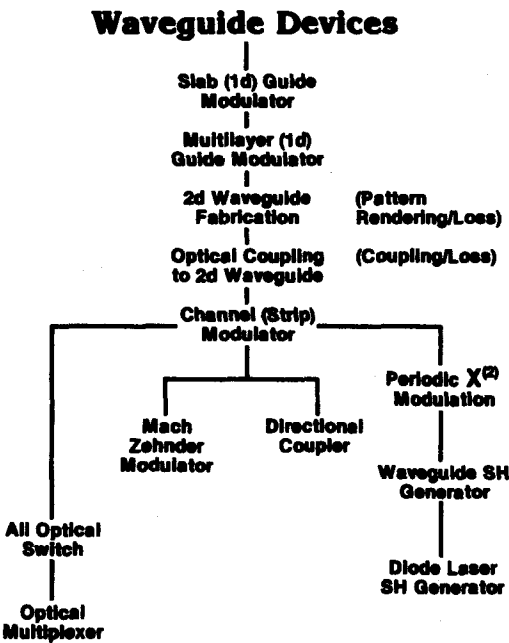 Waveguide Devices
Slab (1d) Guide
Modulator
Multilayer (1d)
Guide Modulator
2d Waveguide
Fabrication
(Pattern
Rendering/Loss)
Optical Coupling
to 2d Waveguide
(Coupling/Loss)
Channel (Strip)
Modulator
Mach
Zehnder
Modulator
Directional
Coupler
Periodic X(2)
Modulation
Waveguide SH
Generator
Diode Laser
SH Generator
All Optical
Switch
Optical
Multiplexer